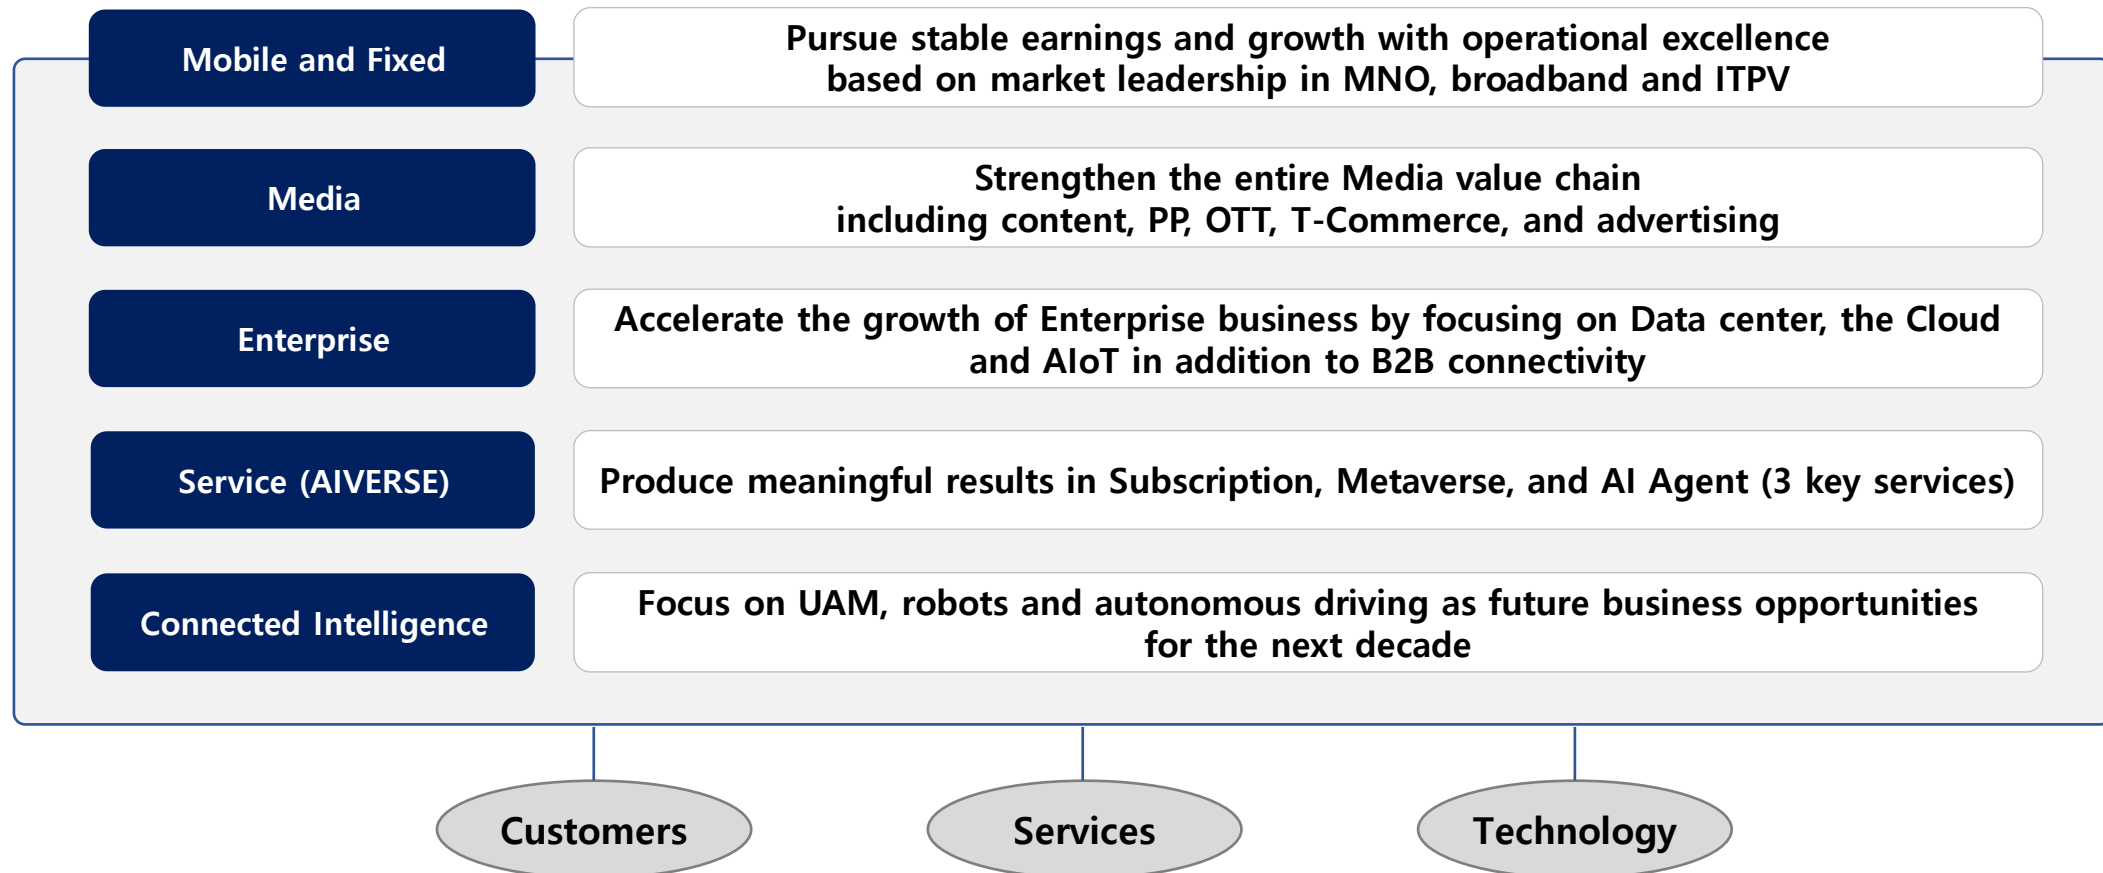 Mobile and Fixed
Pursue stable earnings and growth with operational excellence
based on market leadership in MNO, broadband and ITPV
Media
Strengthen the entire Media value chain
including content, PP, OTT, T-Commerce, and advertising
Enterprise
Accelerate the growth of Enterprise business by focusing on Data center, the Cloud
and AIoT in addition to B2B connectivity
Service (AIVERSE)
Produce meaningful results in Subscription, Metaverse, and AI Agent (3 key services)
Connected Intelligence
Focus on UAM, robots and autonomous driving as future business opportunities
for the next decade
Customers
Services
Technology